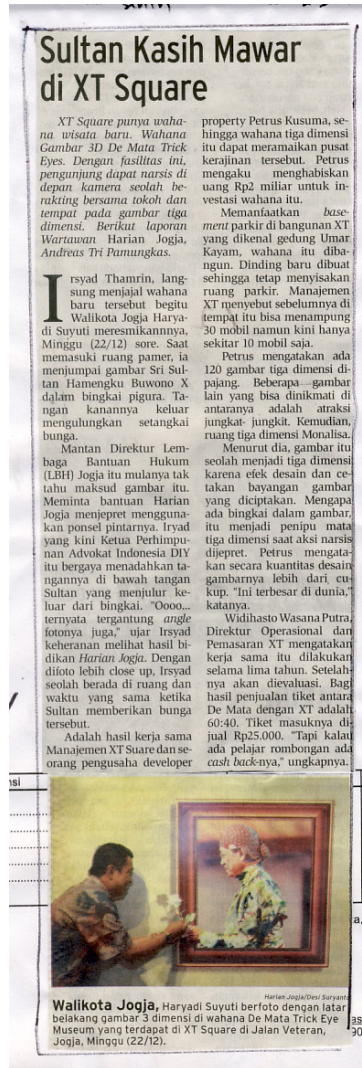 Sultan Kasih Mawar
di XT Square
XT Square punya waha-
na wisata baru. Wahana
Gambar 3D De Mata Trick
Eyes. Dengan fasilitas ini,
pengunjung dapat narsis di
depan kamera seolah be-
rakting bersama tokoh dan
tempat pada gambar tiga
dimensi. Berikut laporan
Wartawan Harian Jogja,
Andreas Tri Pamungkas.
Irsyad Thamrin, lang-
sung menjajal wahana
baru tersebut begitu
Walikota Jogja Harya-
di Suyuti meresmikannnya,
Minggu (22/12) sore. Saat
memasuki ruang pamer, ia
menjumpai gambar Sri Sul-
tan Hamengku Buwono X
dalam bingkai pigura. Ta-
ngan kanannya keluar
mengulungkan setangkai
bunga.
Mantan Direktur Lem-
baga Bantuan Hukum
(LBH) Jogja itu mulanya tak
tahu maksud gambar itu.
Meminta bantuan Harian
Jogja menjepret mengguna-
kan ponsel pintarnya. Iryad
yang kini Ketua Perhimpu-
nan Advokat Indonesia DIY
itu bergaya menadahkan ta-
ngannya di bawah tangan
Sultan yang menjulur ke-
luar dari bingkai. "Oooo...
ternyata tergantung angle
fotonya juga," ujar Irsyad
keheranan melihat hasil bi-
dikan Harian Jogja. Dengan
difoto lebih close up, Irsyad
seolah berada di ruang dan
waktu yang sama ketika
Sultan memberikan bunga
tersebut.
Adalah hasil kerja sama
Manajemen XT Suare dan se-
orang pengusaha developer
property Petrus Kusuma, se-
hingga wahana tiga dimensi
itu dapat meramaikan pusat
kerajinan tersebut. Petrus
mengaku menghabiskan
uang Rp2 miliar untuk in-
vestasi wahana itu.
Memanfaatkan base-
ment parkir di bangunan XT
yang dikenal gedung Umar
Kayam, wahana itu diba-
ngun. Dinding baru dibuat
sehingga tetap menyisakan
ruang parkir. Manajemen
XT menyebut sebelumnya di
tempat itu bisa menampung
30 mobil namun kini hanya
sekitar 10 mobil saja.
Petrus mengatakan ada
120 gambar tiga dimensi di-
pajang. Beberapa gambar
lain yang bisa dinikmati di
antaranya adalah atraksi
jungkat- jungkit. Kemudian,
ruang tiga dimensi Monalisa.
Menurut dia, gambar itu
seolah menjadi tiga dimensi
karena efek desain dan ce-
takan bayangan gambar
yang diciptakan. Mengapa
ada bingkai dalam gambar,
itu menjadi penipu mata
tiga dimensi saat aksi narsis
dijepret. Petrus mengata-
kan secara kuantitas desain
gambarnya lebih dari cu-
kup. "Ini terbesar di dunia,"
katanya.
Widihasto Wasana Putra,
Direktur Operasional dan
Pemasaran XT mengatakan
kerja sama itu dilakukan
selama lima tahun. Setelah-
nya akan dievaluasi. Bagi
hasil penjualan tiket antara
De Mata dengan XT adalah
60:40. Tiket masuknya di-
jual Rp25.000. "Tapi kalau
ada pelajar rombongan ada
cash back-nya," ungkapnya.
Harian Jogja/Desi Suryanto
Walikota Jogja, Haryadi Suyuti berfoto dengan latar
belakang gambar 3 dimensi di wahana De Mata Trick Eye
Museum yang terdapat di XT Square di Jalan Veteran,
Jogja, Minggu (22/12).